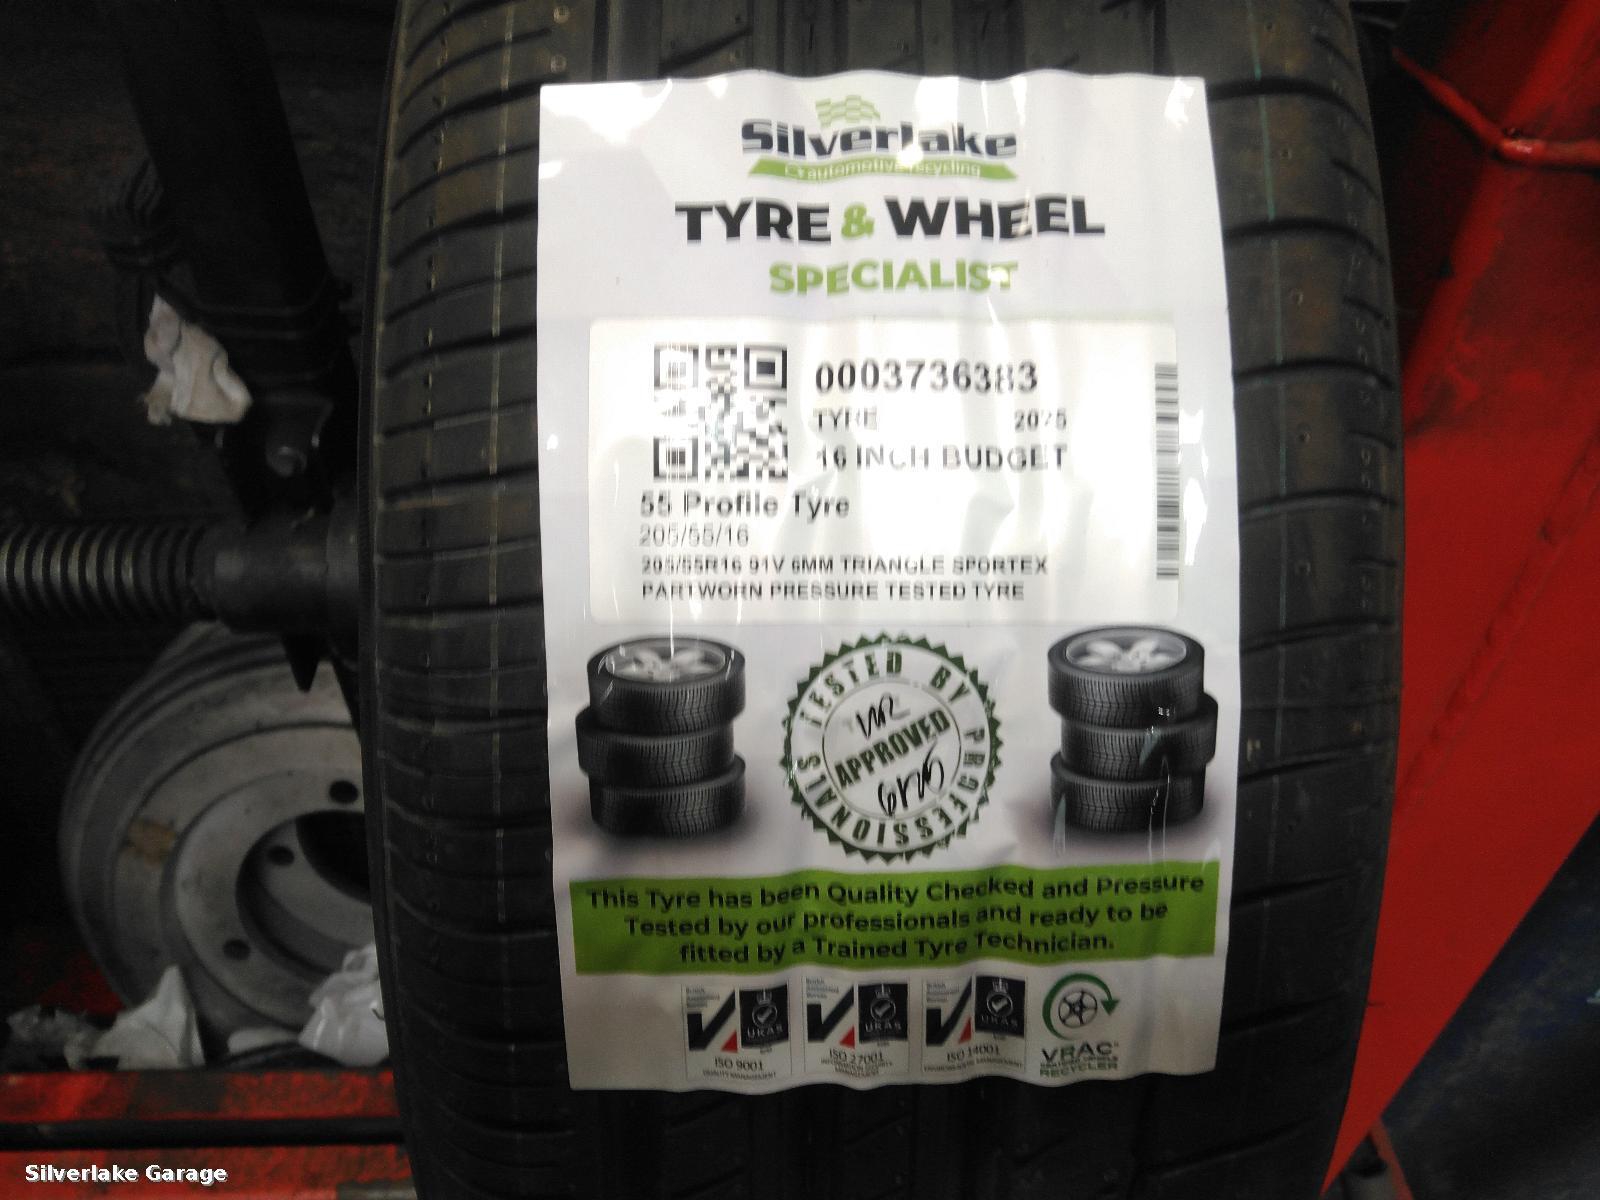 Silverlake
automotive recycling
TYRE & WHEEL
SPECIALIST
0003736383
TYRE
16 INCH BUDGET
55 Profile Tyre
205/55/16
205/55R16 91V 6MM TRIANGLE SPORTEX
PARTWORN PRESSURE TESTED TYRE
TESTED BY PROFESSIONALS
APPROVED
This Tyre has been Quality Checked and Pressure
Tested by our professionals and ready to be
fitted by a Trained Tyre Technician.
UKAS UKAS UKAS
ISO 9001 ISO 27001 ISO 14001
QUALITY MANAGEMENT
VRAC
RECYCLER
Silverlake Garage